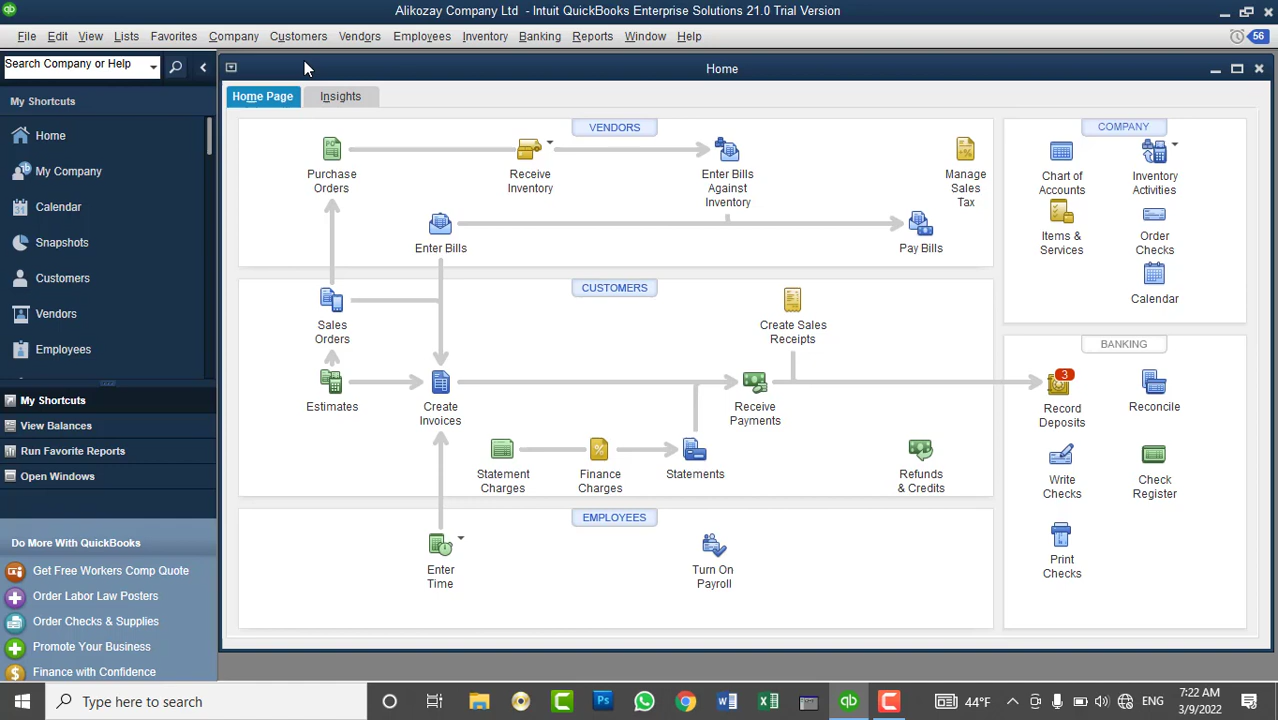 Alikozay Company Ltd - Intuit QuickBooks Enterprise Solutions 21.0 Trial Version
File Edit View Lists Favorites Company Customers Vendors Employees Inventory Banking Reports Window Help 56
Search Company or Help
Home
My Shortcuts
Home
My Company
Calendar
Snapshots
Customers
Vendors
Employees
My Shortcuts
View Balances
Run Favorite Reports
Open Windows
Do More With QuickBooks
Get Free Workers Comp Quote
Order Labor Law Posters
Order Checks & Supplies
Promote Your Business
Finance with Confidence
Home Page Insights
VENDORS
Purchase
Orders
Receive
Inventory
Enter Bills
Against
Inventory
Manage
Sales
Tax
Enter Bills
Pay Bills
CUSTOMERS
Sales
Orders
Create Sales
Receipts
Estimates
Create
Invoices
Receive
Payments
Statement
Charges
Finance
Charges
Statements
Refunds
& Credits
EMPLOYEES
Enter
Time
Turn On
Payroll
COMPANY
Chart of
Accounts
Inventory
Activities
Items &
Services
Order
Checks
Calendar
BANKING
3
Record
Deposits
Reconcile
Write
Checks
Check
Register
Print
Checks
Type here to search
44°F
ENG
7:22 AM
3/9/2022